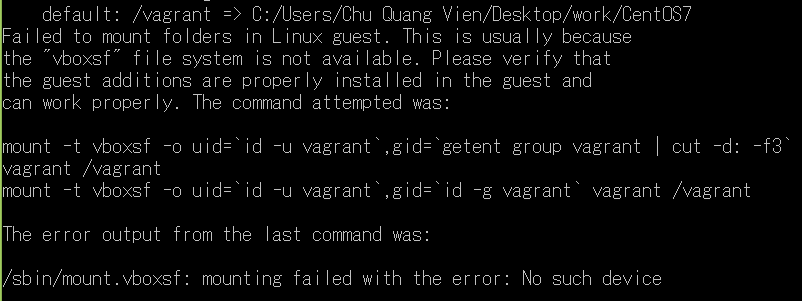 default: /vagrant => C:/Users/Chu Quang Vien/Desktop/work/CentOS7
Failed to mount folders in Linux guest. This is usually because
the "vboxsf" file system is not available. Please verify that
the guest additions are properly installed in the guest and
can work properly. The command attempted was:
mount -t vboxsf -o uid=`id -u vagrant`,gid=`getent group vagrant | cut -d: -f3`
vagrant /vagrant
mount -t vboxsf -o uid=`id -u vagrant`,gid=`id -g vagrant` vagrant /vagrant
The error output from the last command was:
/sbin/mount.vboxsf: mounting failed with the error: No such device